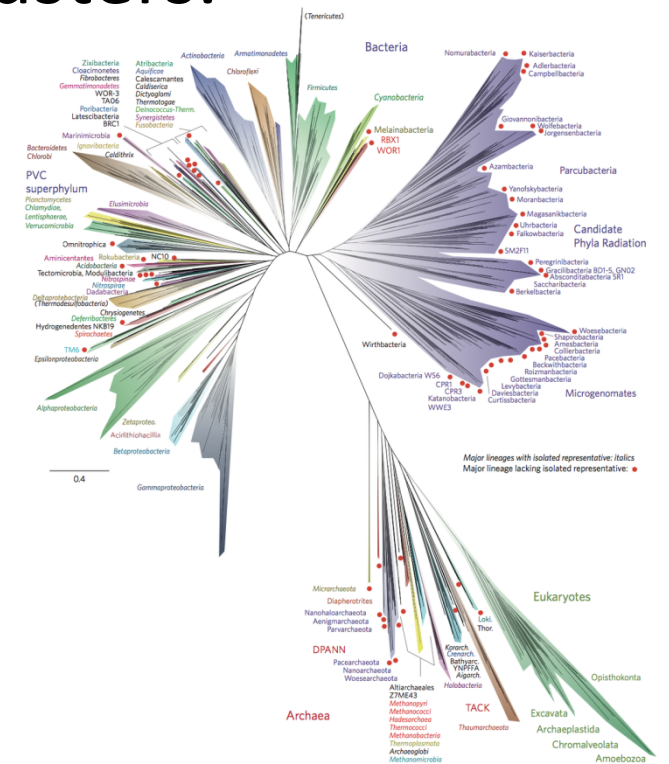 (Tenericutes)
Bacteria
Nomurabacteria
Kaiserbacteria
Adlerbacteria
Campbellbacteria
Actinobacteria
Armatimonadetes
Zixibacteria
Cloacimonetes
Fibrobacteres
Gemmatimonadetes
WOR-3
TA06
Poribacteria
Latescibacteria
BRC1
Atribacteria
Aquificae
Calescamantes
Caldiserica
Dictyoglomi
Thermotogae
Deinococcus-Therm.
Synergistetes
Fusobacteria
Chloroflexi
Firmicutes
Cyanobacteria
Melainabacteria
RBX1
WOR1
Giovannonibacteria
Wolfebacteria
Jorgensenbacteria
Marinimicrobia
Ignavibacteria
Bacteroidetes
Chlorobi
Caldithrix
Azambacteria
Parcubacteria
PVC
superphylum
Planctomycetes
Chlamydiae,
Lentisphaerae,
Verrucomicrobia
Yanofskybacteria
Moranbacteria
Elusimicrobia
Magasanikbacteria
Uhrbacteria
Falkowbacteria
Candidate
Phyla Radiation
Omnitrophica
SM2F11
Aminicentantes
Rokubacteria
NC10
Acidobacteria
Tectomicrobia, Modulibacteria
Nitrospinae
Nitrospirae
Dadabacteria
Deltaproteobacteria
(Thermodesulfobacteria)
Chrysiogenetes
Deferribacteres
Hydrogenedentes NKB19
Spirochaetes
TM6
Epsilonproteobacteria
Peregrinibacteria
Gracilibacteria BD1-5, GN02
Absconditabacteria SR1
Saccharibacteria
Berkelbacteria
Wirthbacteria
Woesebacteria
Shapirobacteria
Amesbacteria
Collierbacteria
Pacebacteria
Beckwithbacteria
Roizmanbacteria
Gottesmanbacteria
Levybacteria
Daviesbacteria
Curtissbacteria
Microgenomates
Dojkabacteria WS6
CPR1
CPR3
Katanobacteria
WWE3
Alphaproteobacteria
Zetaproteo.
Acidithiobacillia
Betaproteobacteria
Gammaproteobacteria
0.4
Major lineages with isolated representative: italics
Major lineage lacking isolated representative:
Micrarchaeota
Diapherotrites
Nanohaloarchaeota
Aenigmarchaeota
Parvarchaeota
DPANN
Pacearchaeota
Nanoarchaeota
Woesearchaeota
Archaea
Altiarchaeales
Z7ME43
Methanopyri
Methanococci
Hadesarchaea
Thermococci
Methanobacteria
Thermoplasmata
Archaeoglobi
Methanomicrobia
Halobacteria
Korarch.
Crenarch.
Bathyarc.
YNPFFA
Aigarch.
Loki.
Thor.
TACK
Thaumarchaeota
Eukaryotes
Opisthokonta
Excavata
Archaeplastida
Chromalveolata
Amoebozoa